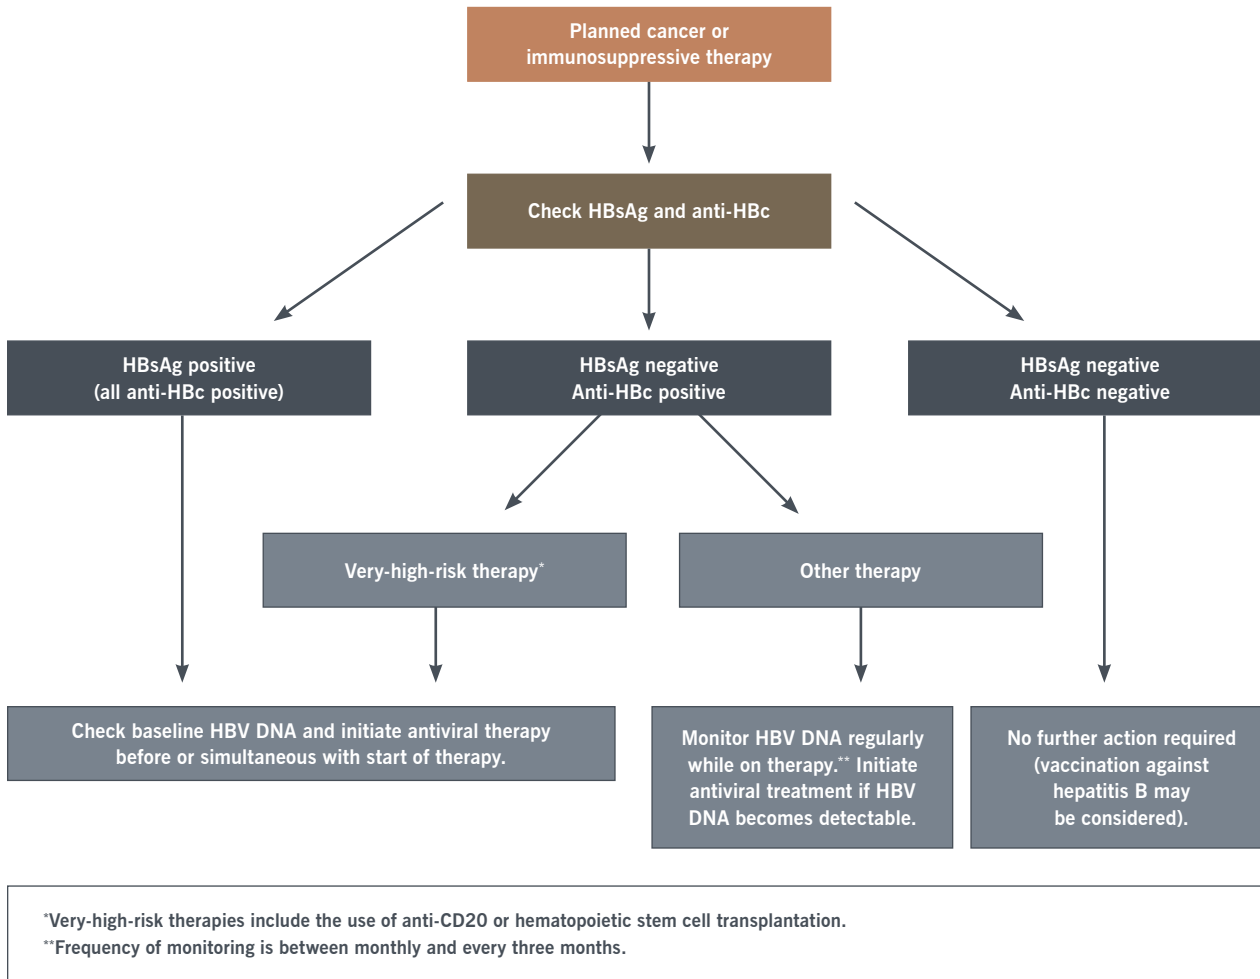 Planned cancer or
immunosuppressive therapy
Check HBsAg and anti-HBc
HBsAg positive
(all anti-HBc positive)
HBsAg negative
Anti-HBc positive
HBsAg negative
Anti-HBc negative
Very-high-risk therapy*
Other therapy
Check baseline HBV DNA and initiate antiviral therapy
before or simultaneous with start of therapy.
Monitor HBV DNA regularly
while on therapy.** Initiate
antiviral treatment if HBV
DNA becomes detectable.
No further action required
(vaccination against
hepatitis B may
be considered).
*Very-high-risk therapies include the use of anti-CD20 or hematopoietic stem cell transplantation.
**Frequency of monitoring is between monthly and every three months.